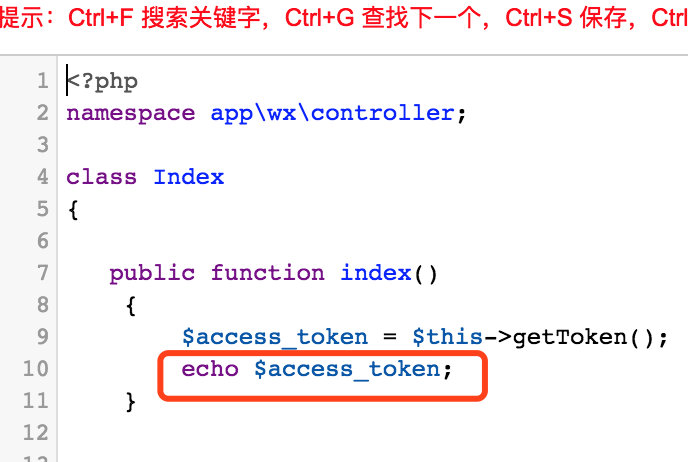 提示：Ctrl+F 搜索关键字，Ctrl+G 查找下一个，Ctrl+S 保存，Ctrl
1 <?php
2 namespace app\wx\controller;
3
4 class Index
5 {
6
7 public function index()
8 {
9 $access_token = $this->getToken();
10 echo $access_token;
11 }
12
13